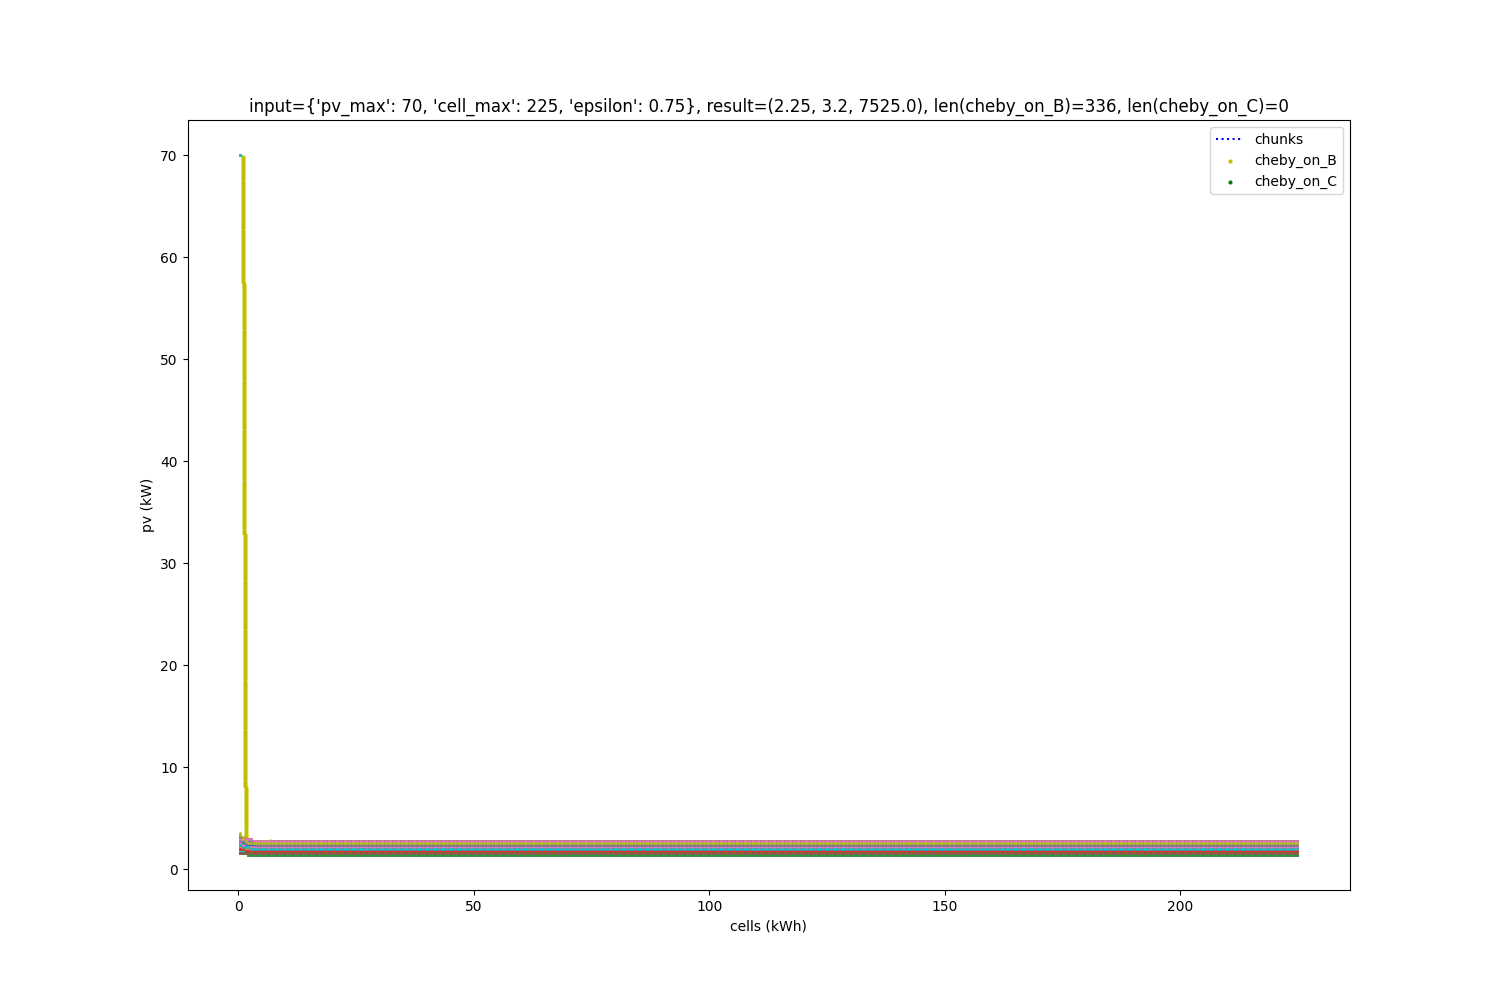 input={'pv_max': 70, 'cell_max': 225, 'epsilon': 0.75}, result=(2.25, 3.2, 7525.0), len(cheby_on_B)=336, len(cheby_on_C)=0
chunks
cheby_on_B
cheby_on_C
70
60
50
40
30
20
10
0
pv (kW)
0 50 100 150 200
cells (kWh)